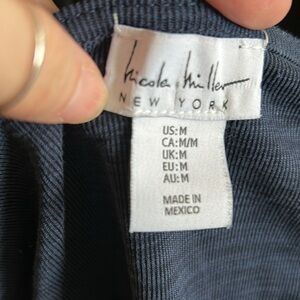 nicole miller
NEW YORK
US:M
CA:M/M
UK:M
EU:M
AU:M
MADE IN
MEXICO